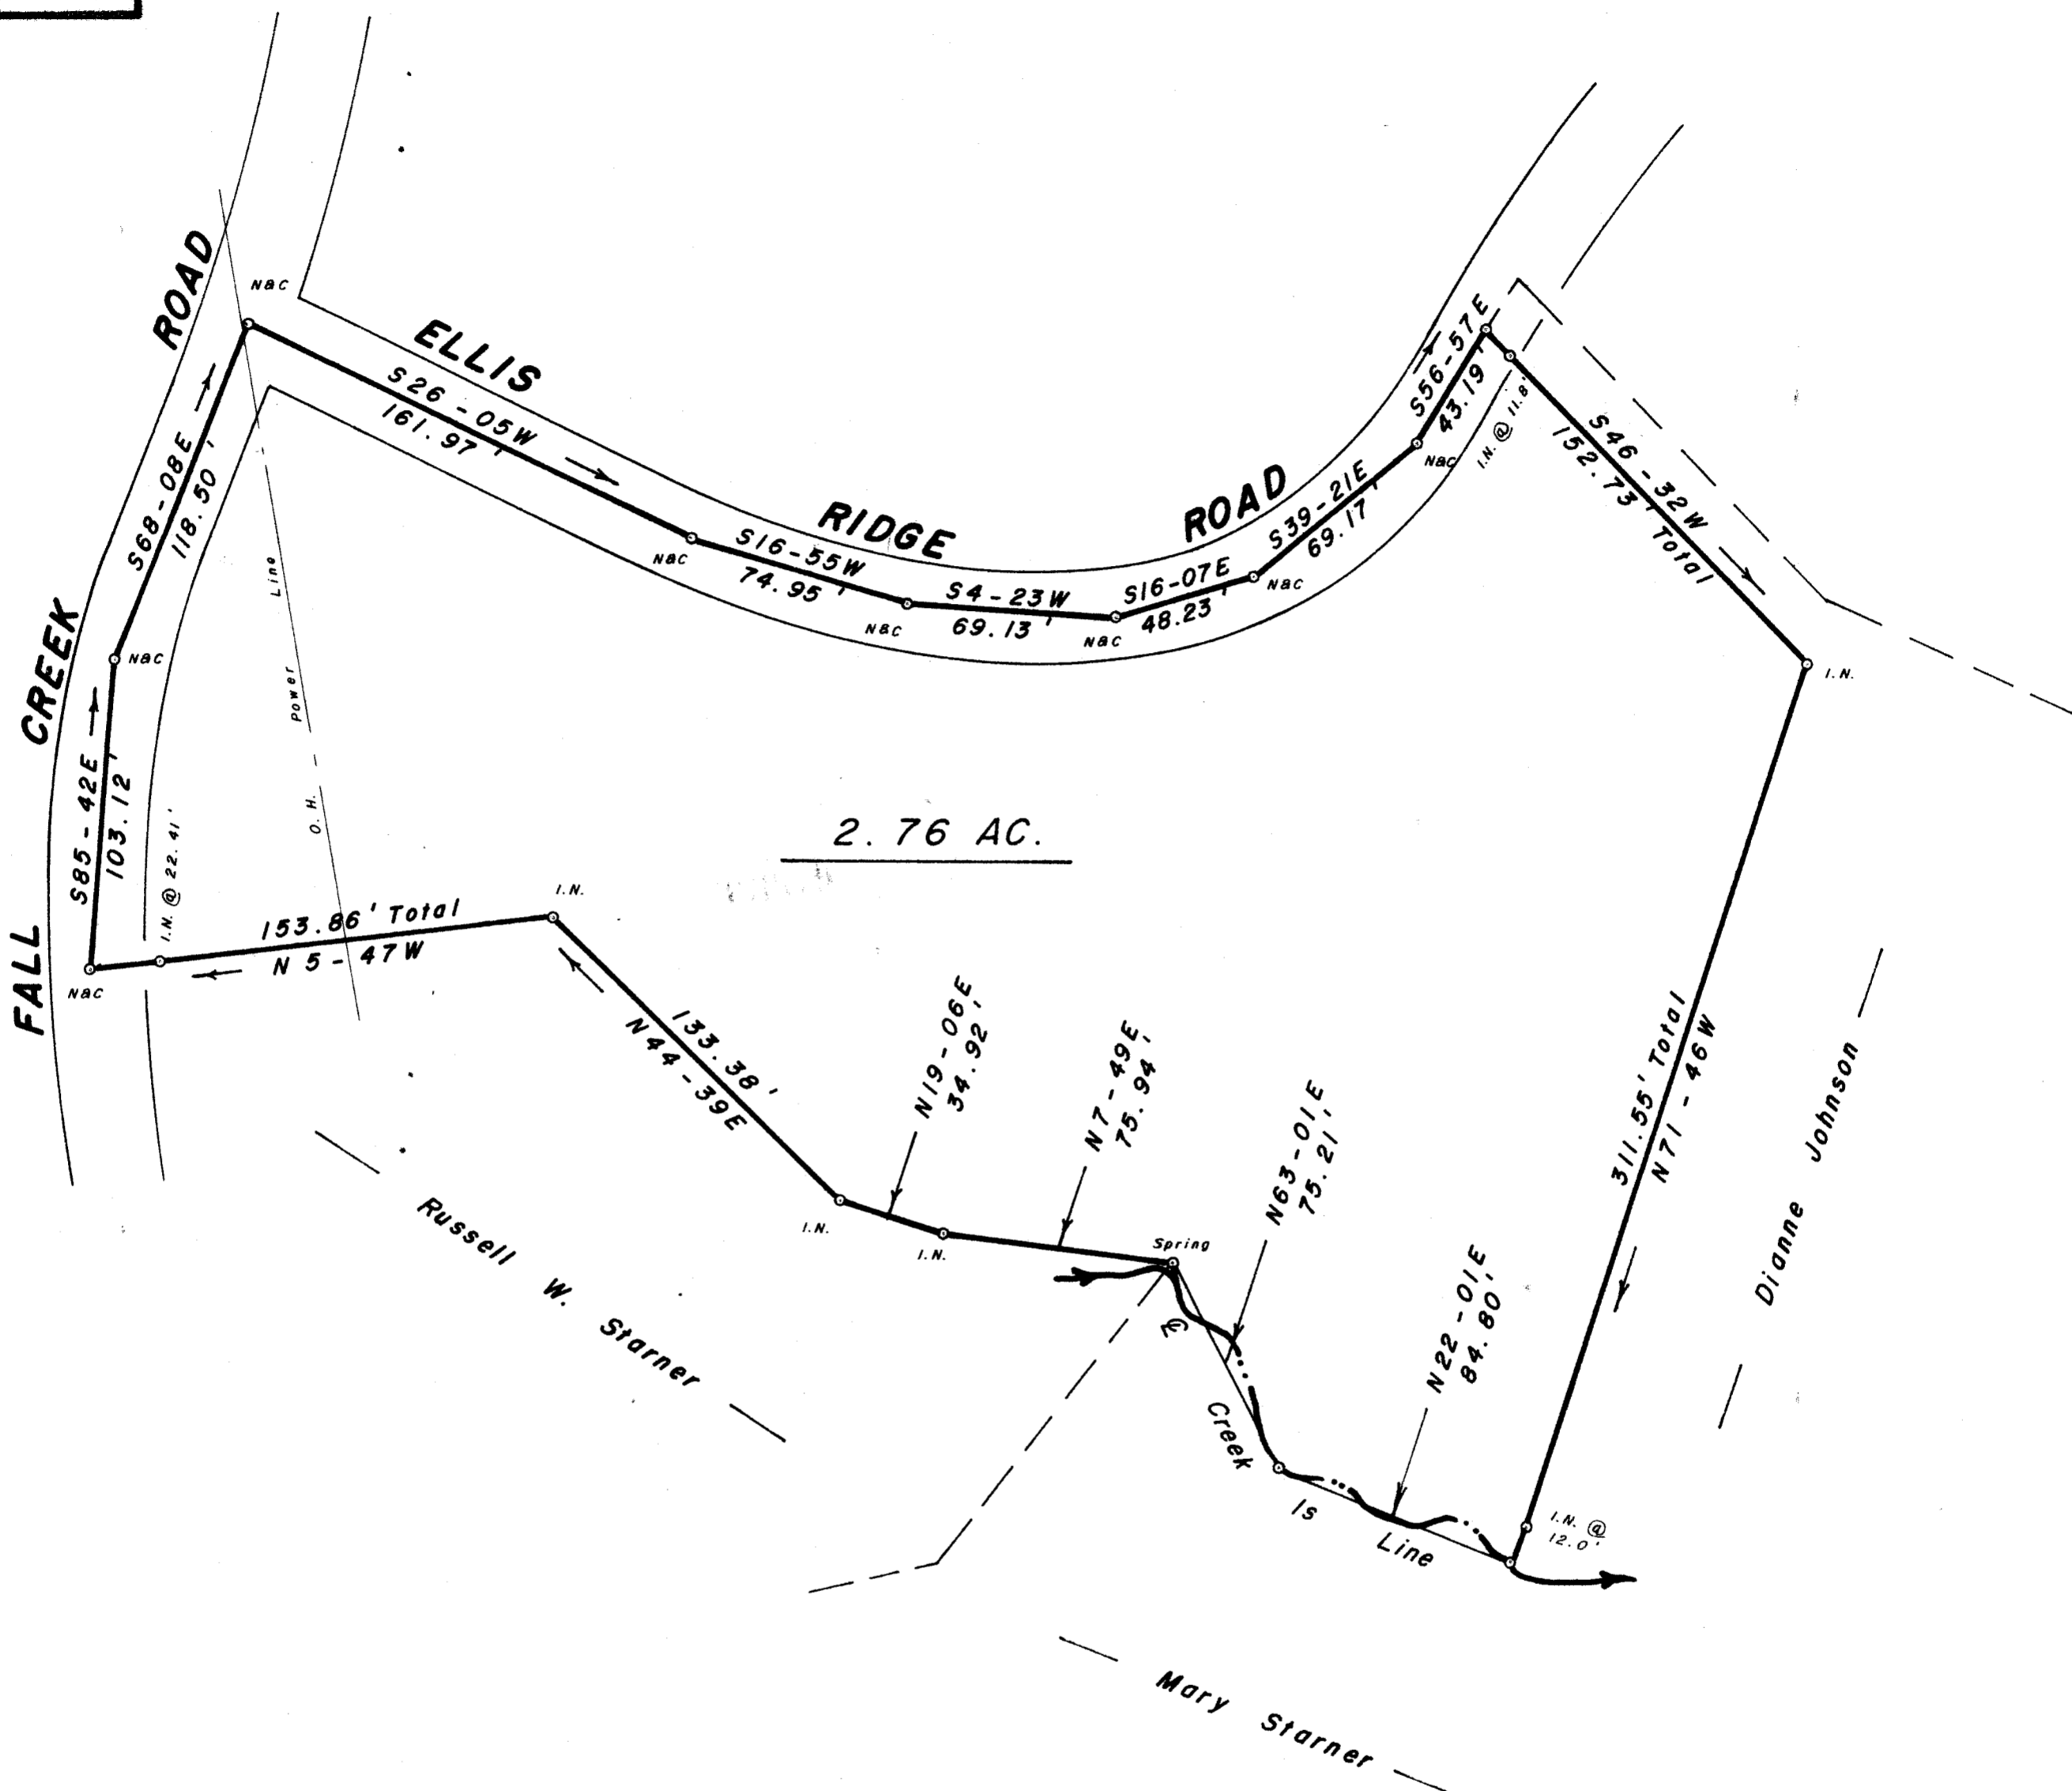 FALL CREEK ROAD
ELLIS RIDGE ROAD
nac
S26-05W
161.97'
S68-08E
118.50'
nac
S85-42E
103.12'
I.N. @ 22.41'
nac
O.H. Power Line
nac
S16-55W
74.95'
nac
S4-23W
69.13'
nac
S16-07E
48.23'
nac
S39-21E
69.17'
nac
S56-57E
43.19'
I.N. @ 11.8'
S46-32W
152.73' Total
I.N.
2.76 AC.
311.55' Total
N71-46W
Dianne Johnson
153.86' Total
N 5-47W
I.N.
133.38'
N44-39E
I.N.
N19-06E
34.92'
I.N.
N7-49E
75.94'
Spring
N63-01E
75.21'
N22-01E
84.80'
Creek Is Line
I.N. @
12.0'
Russell W. Starner
Mary Starner